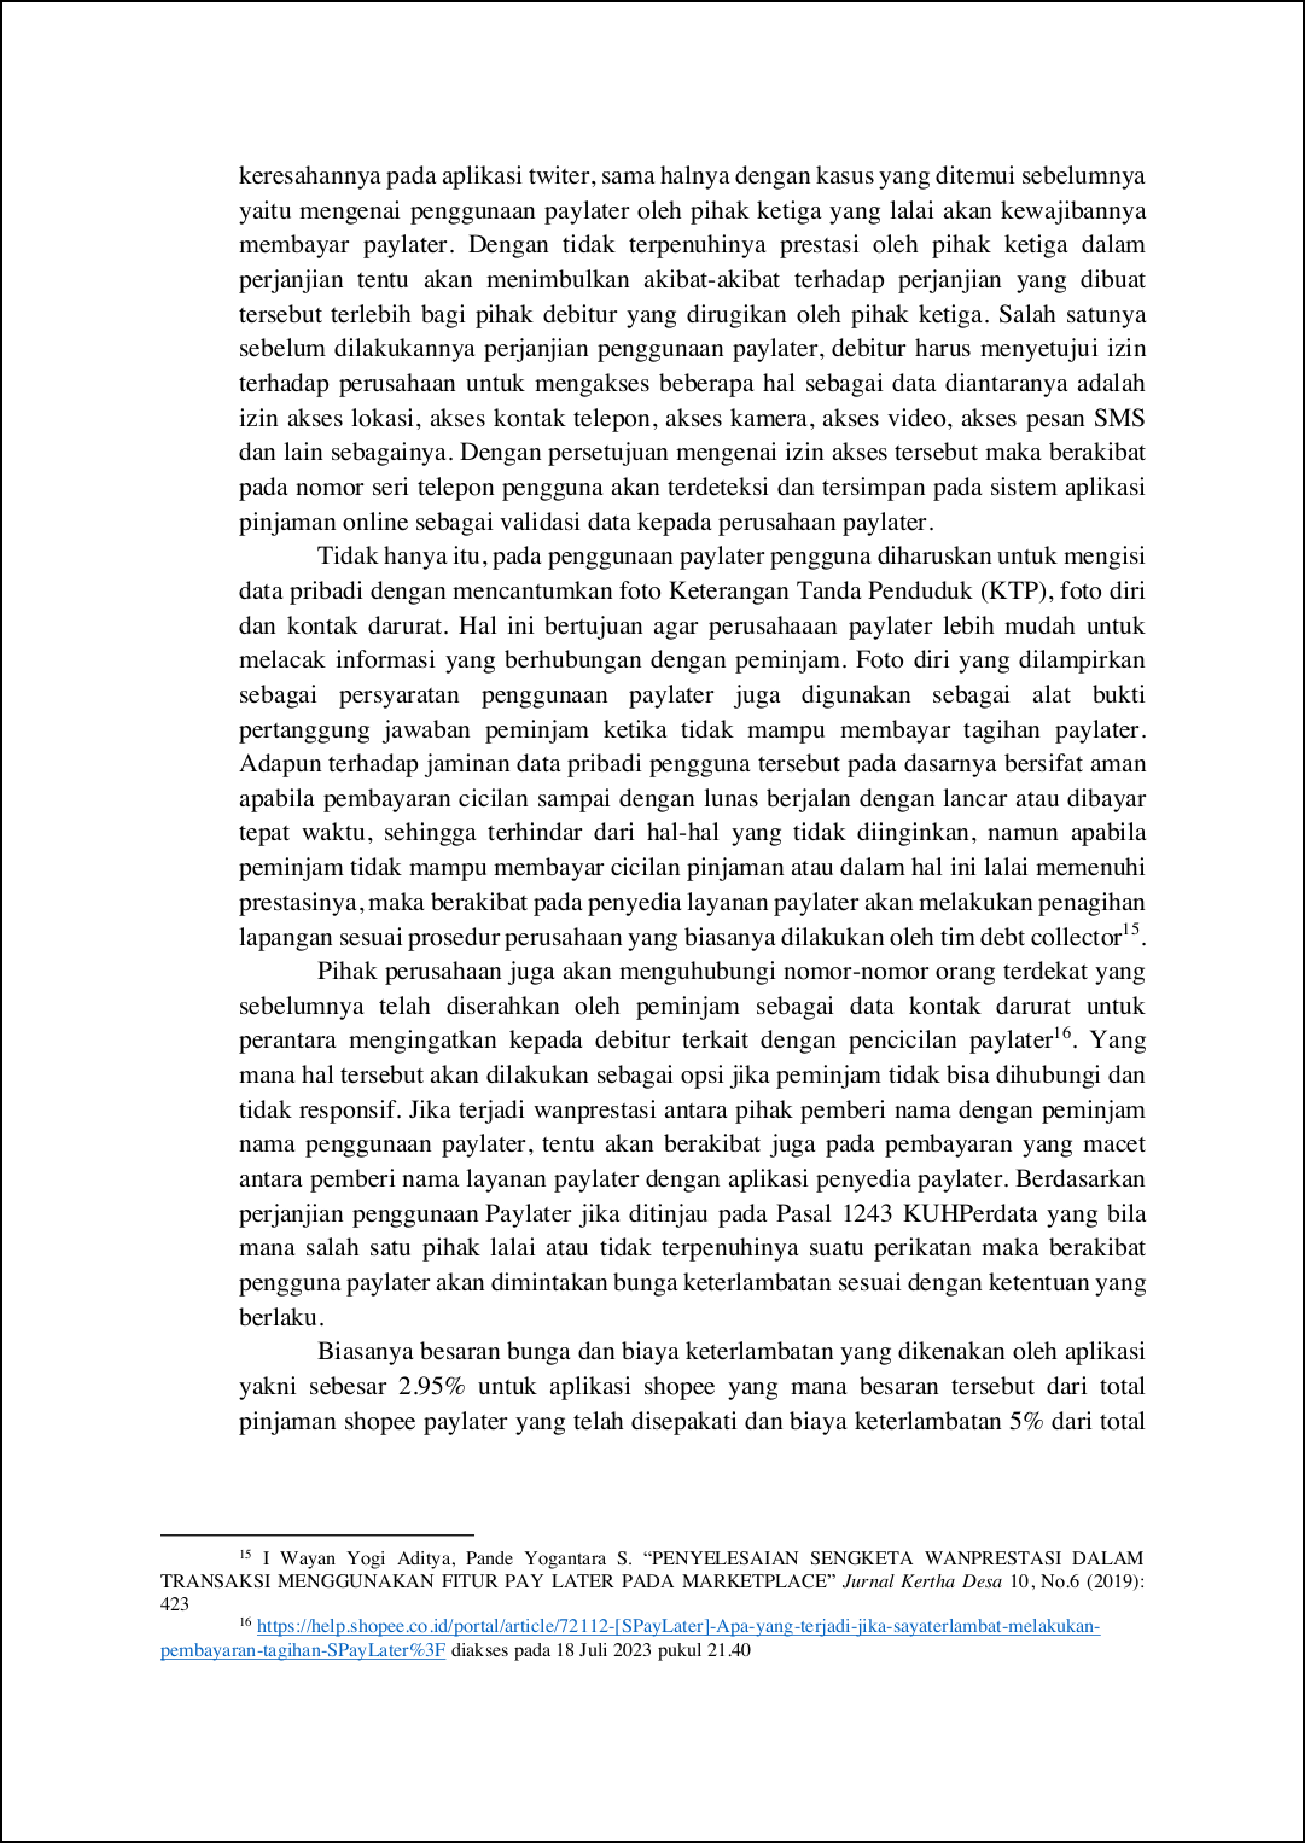 keresahannya pada aplikasi twiter, sama halnya dengan kasus yang ditemui sebelumnya
yaitu mengenai penggunaan paylater oleh pihak ketiga yang lalai akan kewajibannya
membayar paylater. Dengan tidak terpenuhinya prestasi oleh pihak ketiga dalam
perjanjian tentu akan menimbulkan akibat-akibat terhadap perjanjian yang dibuat
tersebut terlebih bagi pihak debitur yang dirugikan oleh pihak ketiga. Salah satunya
sebelum dilakukannya perjanjian penggunaan paylater, debitur harus menyetujui izin
terhadap perusahaan untuk mengakses beberapa hal sebagai data diantaranya adalah
izin akses lokasi, akses kontak telepon, akses kamera, akses video, akses pesan SMS
dan lain sebagainya. Dengan persetujuan mengenai izin akses tersebut maka berakibat
pada nomor seri telepon pengguna akan terdeteksi dan tersimpan pada sistem aplikasi
pinjaman online sebagai validasi data kepada perusahaan paylater.
Tidak hanya itu, pada penggunaan paylater pengguna diharuskan untuk mengisi
data pribadi dengan mencantumkan foto Keterangan Tanda Penduduk (KTP), foto diri
dan kontak darurat. Hal ini bertujuan agar perusahaaan paylater lebih mudah untuk
melacak informasi yang berhubungan dengan peminjam. Foto diri yang dilampirkan
sebagai persyaratan penggunaan paylater juga digunakan sebagai alat bukti
pertanggung jawaban peminjam ketika tidak mampu membayar tagihan paylater.
Adapun terhadap jaminan data pribadi pengguna tersebut pada dasarnya bersifat aman
apabila pembayaran cicilan sampai dengan lunas berjalan dengan lancar atau dibayar
tepat waktu, sehingga terhindar dari hal-hal yang tidak diinginkan, namun apabila
peminjam tidak mampu membayar cicilan pinjaman atau dalam hal ini lalai memenuhi
prestasinya, maka berakibat pada penyedia layanan paylater akan melakukan penagihan
lapangan sesuai prosedur perusahaan yang biasanya dilakukan oleh tim debt collector15.
Pihak perusahaan juga akan menguhubungi nomor-nomor orang terdekat yang
sebelumnya telah diserahkan oleh peminjam sebagai data kontak darurat untuk
perantara mengingatkan kepada debitur terkait dengan pencicilan paylater16. Yang
mana hal tersebut akan dilakukan sebagai opsi jika peminjam tidak bisa dihubungi dan
tidak responsif. Jika terjadi wanprestasi antara pihak pemberi nama dengan peminjam
nama penggunaan paylater, tentu akan berakibat juga pada pembayaran yang macet
antara pemberi nama layanan paylater dengan aplikasi penyedia paylater. Berdasarkan
perjanjian penggunaan Paylater jika ditinjau pada Pasal 1243 KUHPerdata yang bila
mana salah satu pihak lalai atau tidak terpenuhinya suatu perikatan maka berakibat
pengguna paylater akan dimintakan bunga keterlambatan sesuai dengan ketentuan yang
berlaku.
Biasanya besaran bunga dan biaya keterlambatan yang dikenakan oleh aplikasi
yakni sebesar 2.95% untuk aplikasi shopee yang mana besaran tersebut dari total
pinjaman shopee paylater yang telah disepakati dan biaya keterlambatan 5% dari total
15 I Wayan Yogi Aditya, Pande Yogantara S. “PENYELESAIAN SENGKETA WANPRESTASI DALAM
TRANSAKSI MENGGUNAKAN FITUR PAY LATER PADA MARKETPLACE” Jurnal Kertha Desa 10, No.6 (2019):
423
16 https://help.shopee.co.id/portal/article/72112-[SPayLater]-Apa-yang-terjadi-jika-sayaterlambat-melakukan-
pembayaran-tagihan-SPayLater%3F diakses pada 18 Juli 2023 pukul 21.40